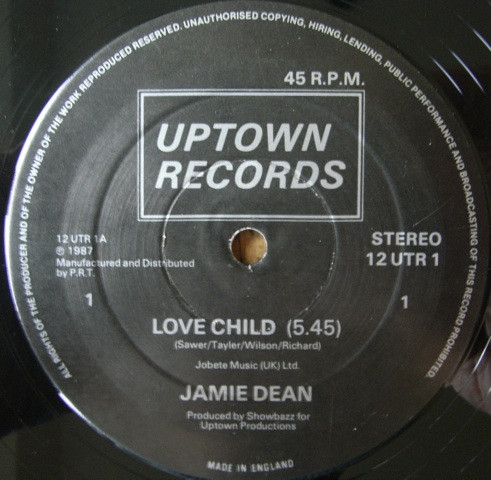 ALL RIGHTS OF THE PRODUCER AND OF THE OWNER OF THE WORK REPRODUCED RESERVED. UNAUTHORISED COPYING, HIRING, LENDING, PUBLIC PERFORMANCE AND BROADCASTING OF THIS RECORD PROHIBITED.
45 R.P.M.
UPTOWN
RECORDS
12 UTR 1A
℗ 1987
Manufactured and Distributed
by P.R.T.
1
STEREO
12 UTR 1
1
LOVE CHILD (5.45)
(Sawer/Tayler/Wilson/Richard)
Jobete Music (UK) Ltd.
JAMIE DEAN
Produced by Showbazz for
Uptown Productions
MADE IN ENGLAND